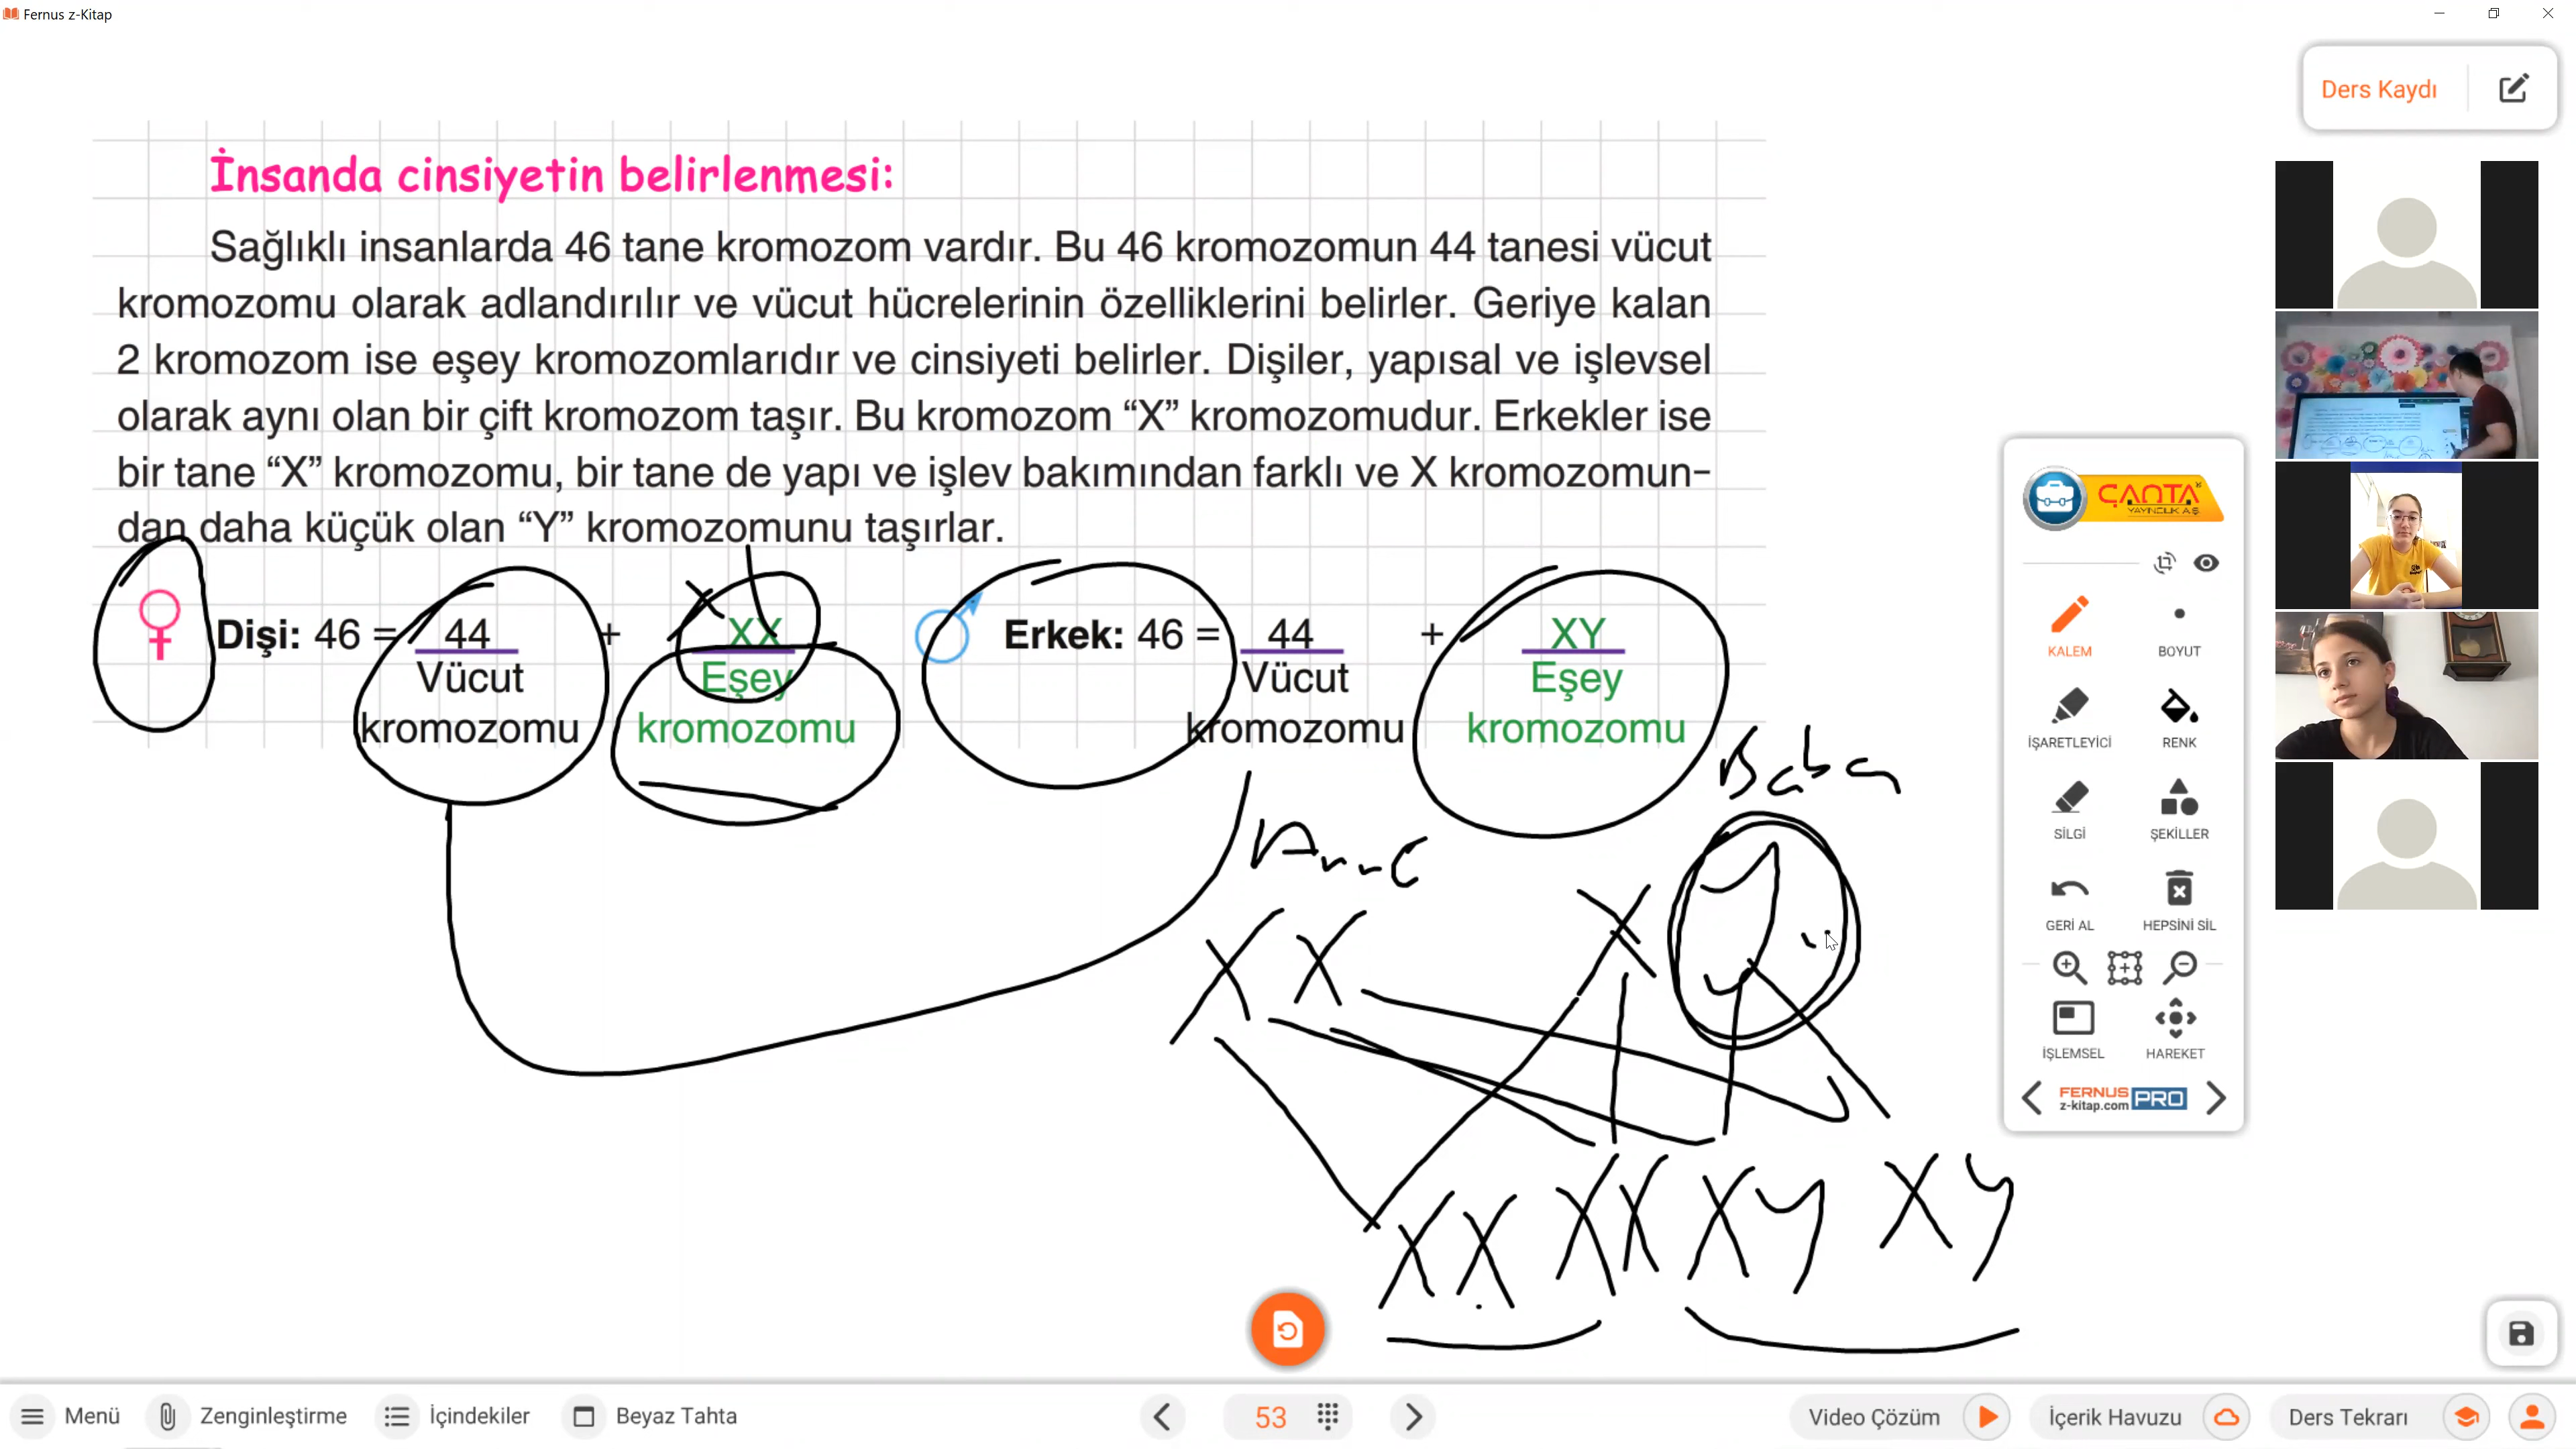 Fernus z-Kitap
Ders Kaydı
İnsanda cinsiyetin belirlenmesi:
Sağlıklı insanlarda 46 tane kromozom vardır. Bu 46 kromozomun 44 tanesi vücut
kromozomu olarak adlandırılır ve vücut hücrelerinin özelliklerini belirler. Geriye kalan
2 kromozom ise eşey kromozomlarıdır ve cinsiyeti belirler. Dişiler, yapısal ve işlevsel
olarak aynı olan bir çift kromozom taşır. Bu kromozom “X” kromozomudur. Erkekler ise
bir tane “X” kromozomu, bir tane de yapı ve işlev bakımından farklı ve X kromozomun-
dan daha küçük olan “Y” kromozomunu taşırlar.
♀ Dişi: 46 = 44 + XX ♂ Erkek: 46 = 44 + XY
Vücut Eşey Vücut Eşey
kromozomu kromozomu kromozomu kromozomu
Baba
Anne
X X X y
XX XX Xy Xy
ÇANTA
YAYINCILIK A.Ş.
KALEM BOYUT
İŞARETLEYİCİ RENK
SİLGİ ŞEKİLLER
GERİ AL HEPSİNİ SİL
İŞLEMSEL HAREKET
FERNUS PRO
z-kitap.com
Menü Zenginleştirme İçindekiler Beyaz Tahta 53 Video Çözüm İçerik Havuzu Ders Tekrarı